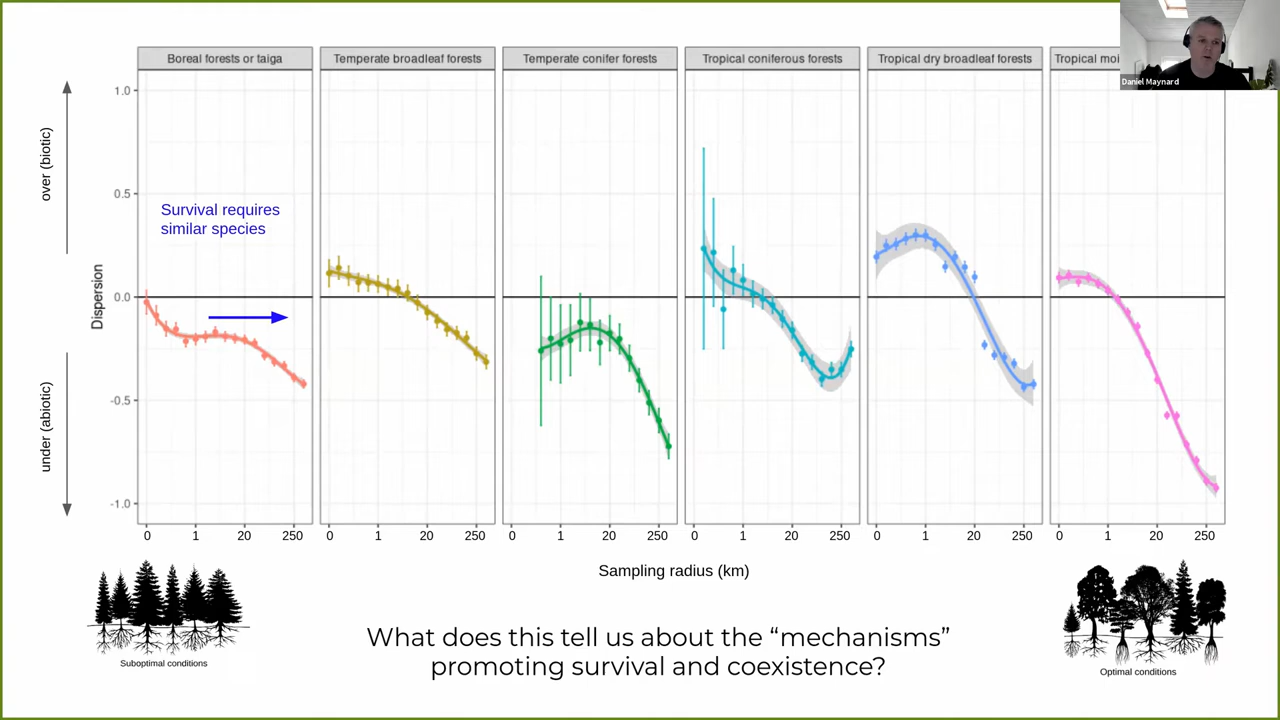 Daniel Maynard
Boreal forests or taiga
Temperate broadleaf forests
Temperate conifer forests
Tropical coniferous forests
Tropical dry broadleaf forests
Tropical moi
over (biotic)
under (abiotic)
Dispersion
1.0
0.5
0.0
-0.5
-1.0
Survival requires
similar species
0 1 20 250
0 1 20 250
0 1 20 250
0 1 20 250
0 1 20 250
0 1 20 250
Sampling radius (km)
Suboptimal conditions
Optimal conditions
What does this tell us about the “mechanisms”
promoting survival and coexistence?